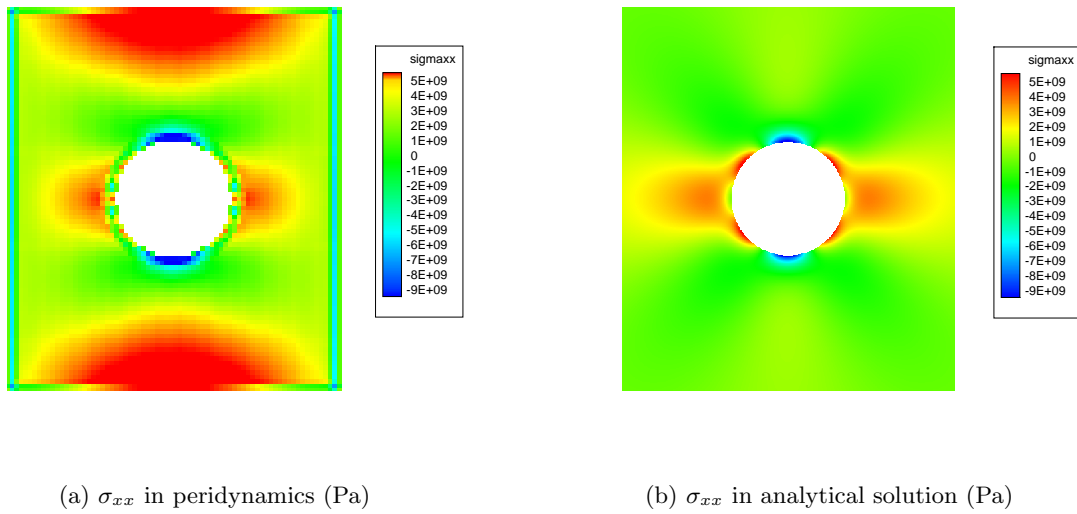 sigmaxx
5E+09
4E+09
3E+09
2E+09
1E+09
0
-1E+09
-2E+09
-3E+09
-4E+09
-5E+09
-6E+09
-7E+09
-8E+09
-9E+09
sigmaxx
5E+09
4E+09
3E+09
2E+09
1E+09
0
-1E+09
-2E+09
-3E+09
-4E+09
-5E+09
-6E+09
-7E+09
-8E+09
-9E+09
(a) σxx in peridynamics (Pa)
(b) σxx in analytical solution (Pa)